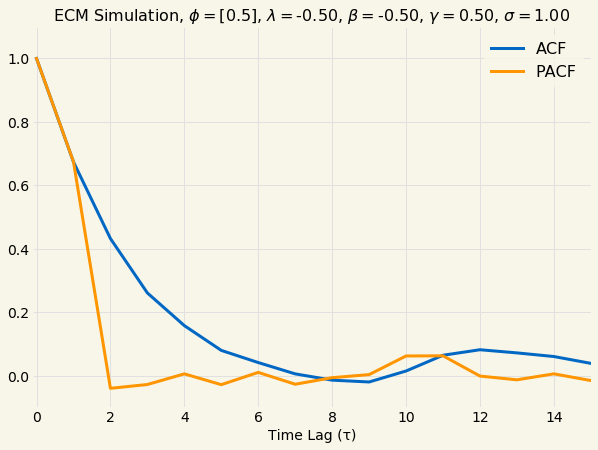 ECM Simulation, ϕ = [0.5], λ = -0.50, β = -0.50, γ = 0.50, σ = 1.00
ACF
PACF
1.0
0.8
0.6
0.4
0.2
0.0
0 2 4 6 8 10 12 14
Time Lag (τ)